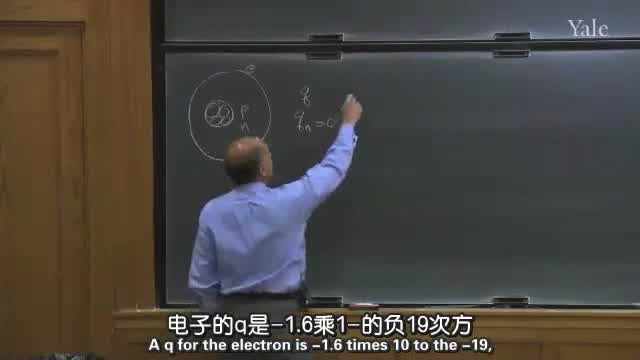 Yale
e
q
p
n
qₙ = 0
电子的q是-1.6乘1-的负19次方
A q for the electron is -1.6 times 10 to the -19,